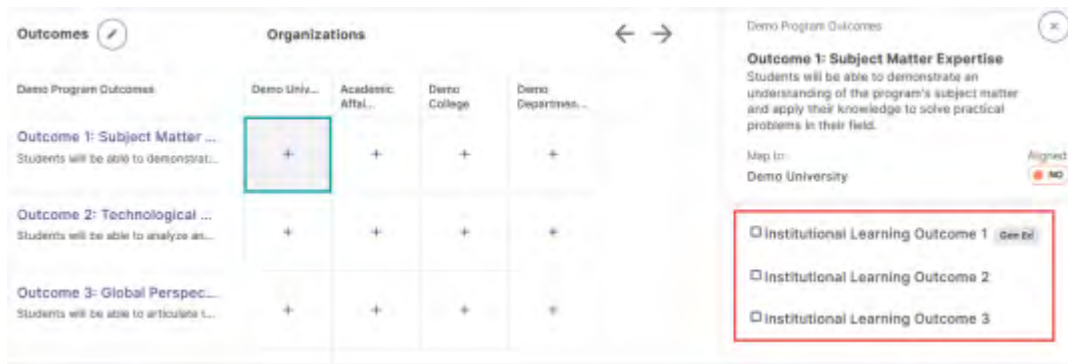 Outcomes
Organizations
Demo Program Outcomes
Demo Univ...
Academic
Affai...
Demo
College
Demo
Departmen...
Outcome 1: Subject Matter ...
Students will be able to demonstrat...
+ + + +
Outcome 2: Technological ...
Students will be able to analyze an...
+ + + +
Outcome 3: Global Perspec...
Students will be able to articulate t...
+ + + +
Demo Program Outcomes
Outcome 1: Subject Matter Expertise
Students will be able to demonstrate an
understanding of the program's subject matter
and apply their knowledge to solve practical
problems in their field.
Map to:
Aligned
Demo University
NO
Institutional Learning Outcome 1 Gen Ed
Institutional Learning Outcome 2
Institutional Learning Outcome 3